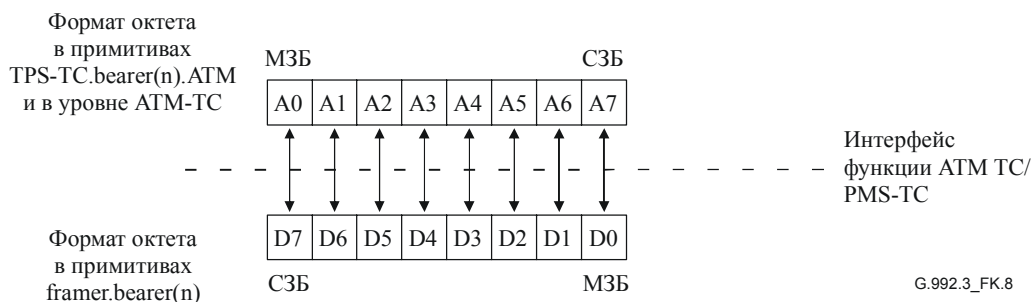 Формат октета
в примитивах
TPS-TC.bearer(n).ATM
и в уровне ATM-TC
МЗБ СЗБ
A0 A1 A2 A3 A4 A5 A6 A7
Интерфейс
функции ATM TC/
PMS-TC
Формат октета
в примитивах
framer.bearer(n)
D7 D6 D5 D4 D3 D2 D1 D0
СЗБ МЗБ
G.992.3_FK.8